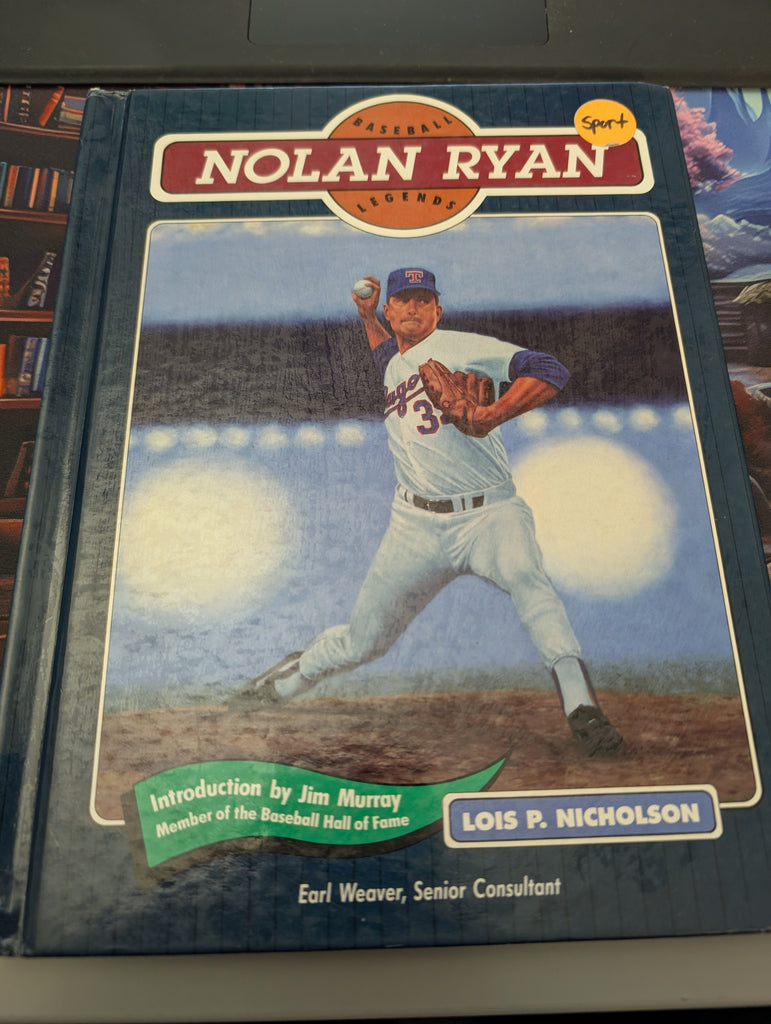 BASEBALL
Sport
NOLAN RYAN
LEGENDS
T
3
Introduction by Jim Murray
Member of the Baseball Hall of Fame
LOIS P. NICHOLSON
Earl Weaver, Senior Consultant